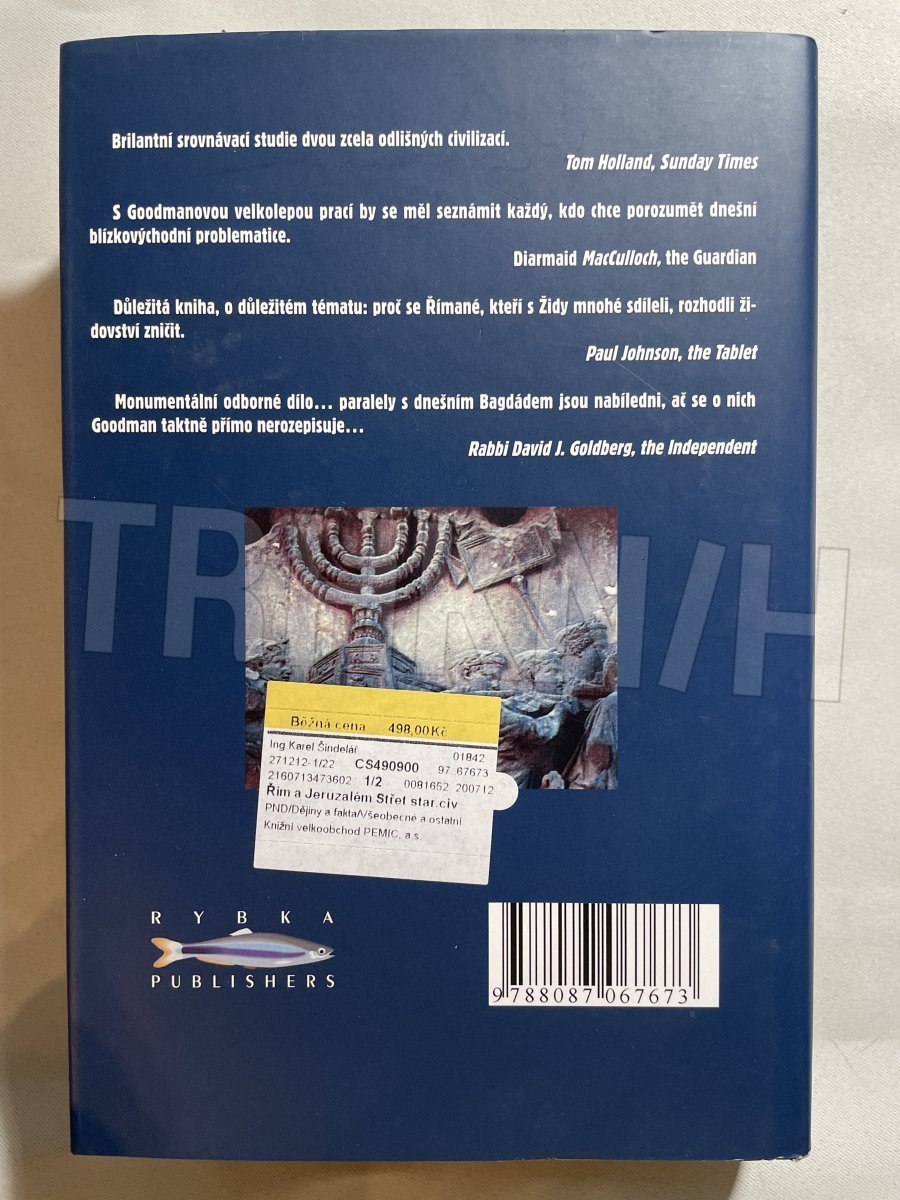 Brilantní srovnávací studie dvou zcela odlišných civilizací.
Tom Holland, Sunday Times
S Goodmanovou velkolepou prací by se měl seznámit každý, kdo chce porozumět dnešní
blízkovýchodní problematice.
Diarmaid MacCulloch, the Guardian
Důležitá kniha, o důležitém tématu: proč se Římané, kteří s Židy mnohé sdíleli, rozhodli ži-
dovství zničit.
Paul Johnson, the Tablet
Monumentální odborné dílo... paralely s dnešním Bagdádem jsou nabíledni, ač se o nich
Goodman taktně přímo nerozepisuje...
Rabbi David J. Goldberg, the Independent
Běžná cena 498,00Kč
Ing Karel Šindelář 01842
271212-1/22 CS490900 97 67673
2160713473602 1/2 0081652 200712
Řím a Jeruzalém Střet star.civ
PND/Dějiny a fakta/Všeobecné a ostatní
Knižní velkoobchod PEMIC, a.s.
RYBKA
PUBLISHERS
9 788087 067673